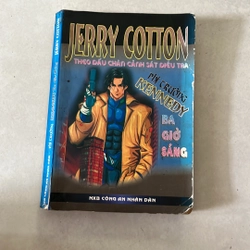 JERRY COTTON
THEO DẤU CHÂN CẢNH SÁT ĐIỀU TRA
PHI TRƯỜNG
KENNEDY
BA
GIỜ
SÁNG
NXB CÔNG AN NHÂN DÂN